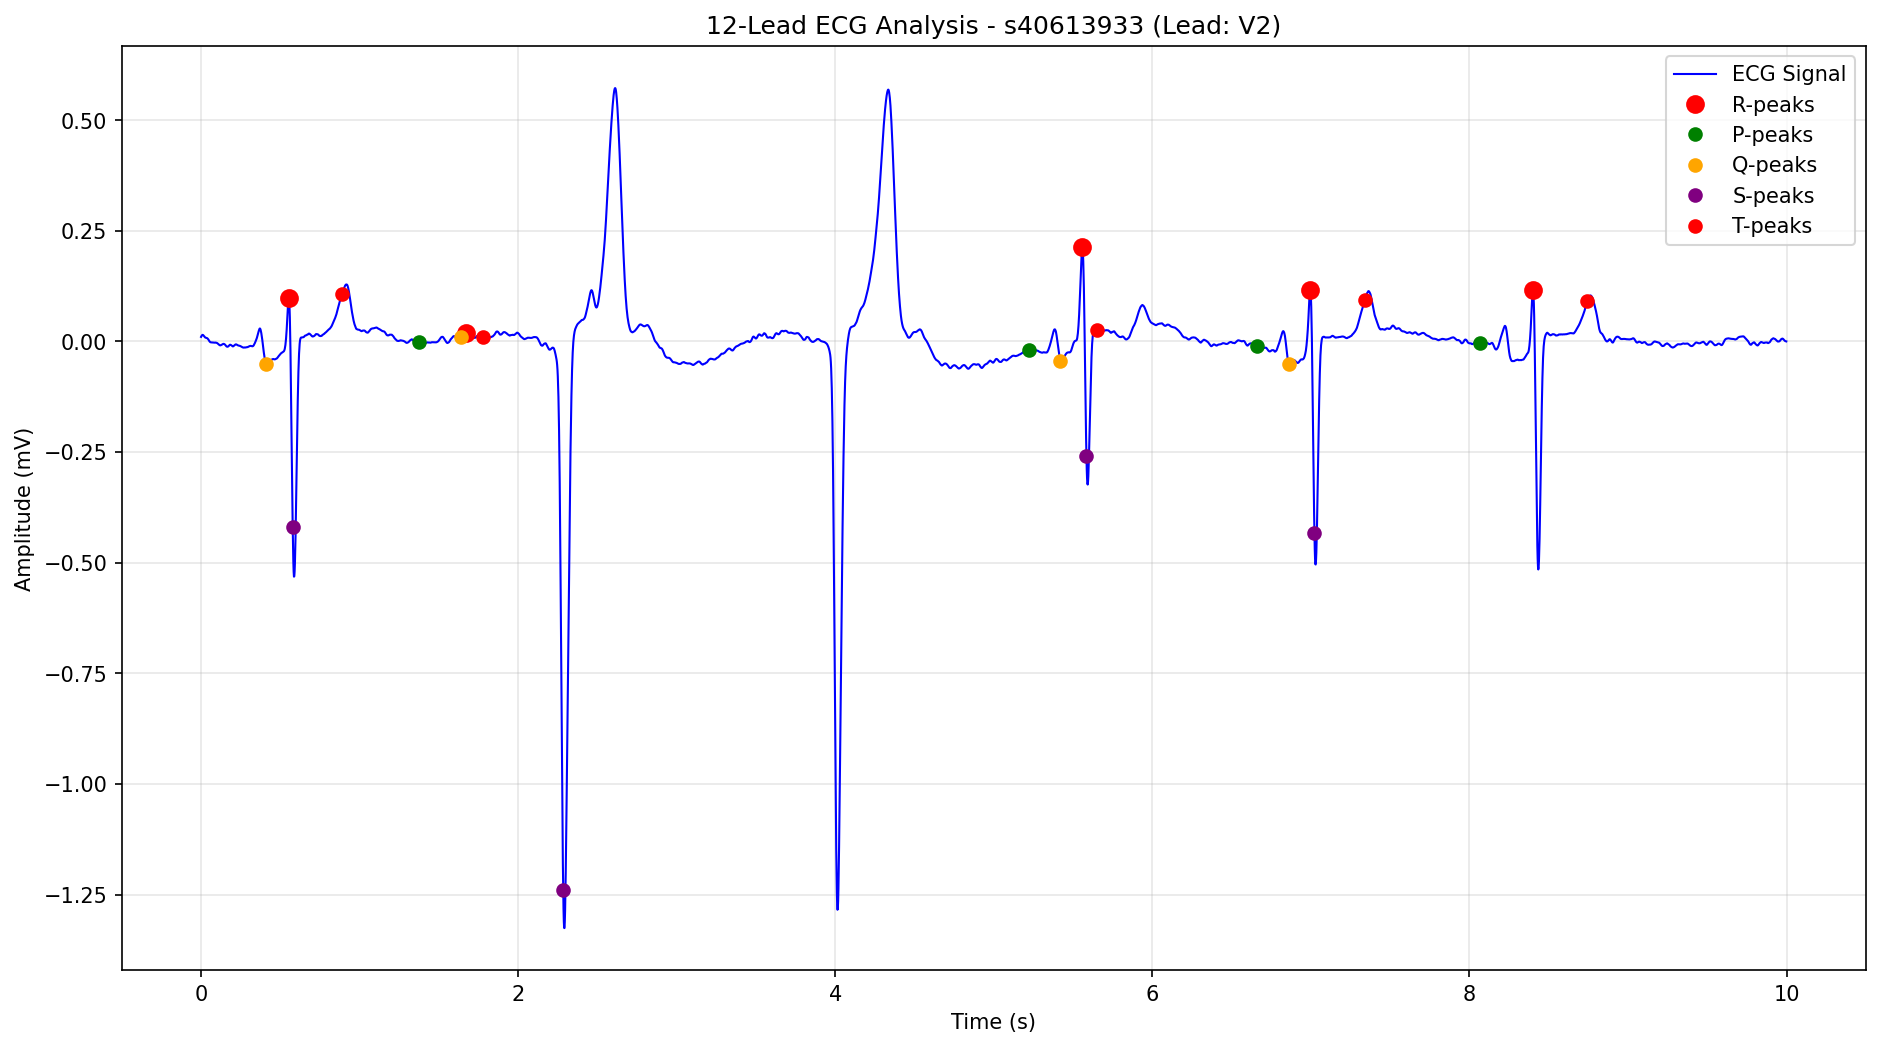 12-Lead ECG Analysis - s40613933 (Lead: V2)
ECG Signal
R-peaks
P-peaks
Q-peaks
S-peaks
T-peaks
Amplitude (mV)
0.50
0.25
0.00
−0.25
−0.50
−0.75
−1.00
−1.25
0 2 4 6 8 10
Time (s)